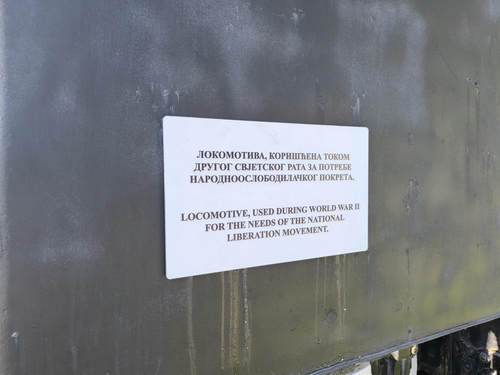 ЛОКОМОТИВА, КОРИШЋЕНА ТОКОМ
ДРУГОГ СВЈЕТСКОГ РАТА ЗА ПОТРЕБЕ
НАРОДНООСЛОБОДИЛАЧКОГ ПОКРЕТА.
LOCOMOTIVE, USED DURING WORLD WAR II
FOR THE NEEDS OF THE NATIONAL
LIBERATION MOVEMENT.